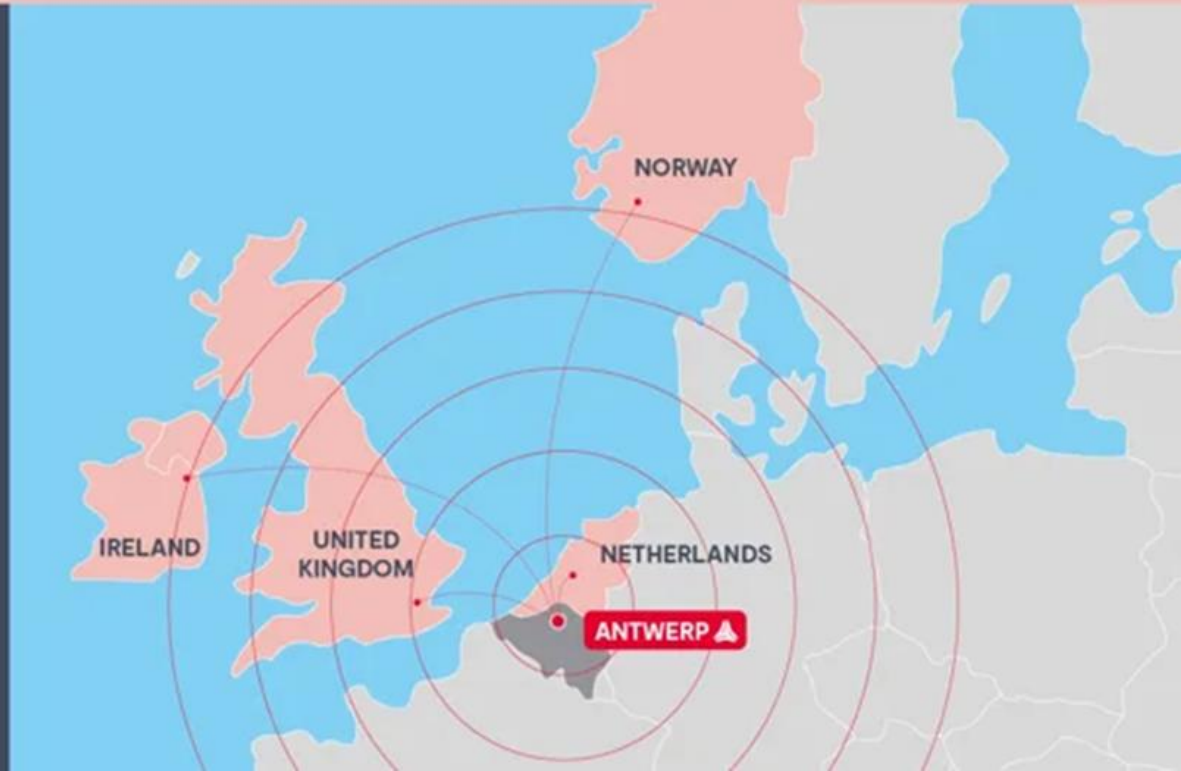 NORWAY
IRELAND
UNITED
KINGDOM
NETHERLANDS
ANTWERP